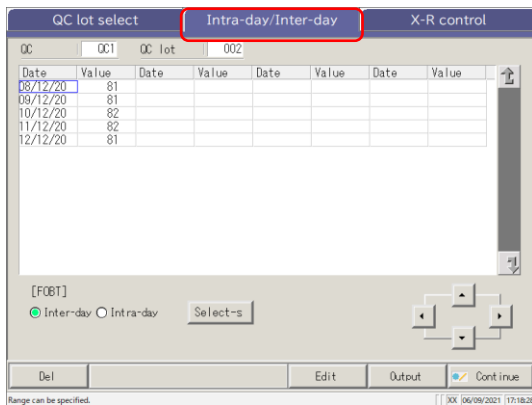 QC lot select Intra-day/Inter-day X-R control
QC QC1 QC lot 002
Date Value Date Value Date Value Date Value
08/12/20 81
09/12/20 81
10/12/20 82
11/12/20 82
12/12/20 81
[FOBT]
Inter-day Intra-day Select-s
Del Edit Output Continue
Range can be specified. XX 06/09/2021 17:18:28